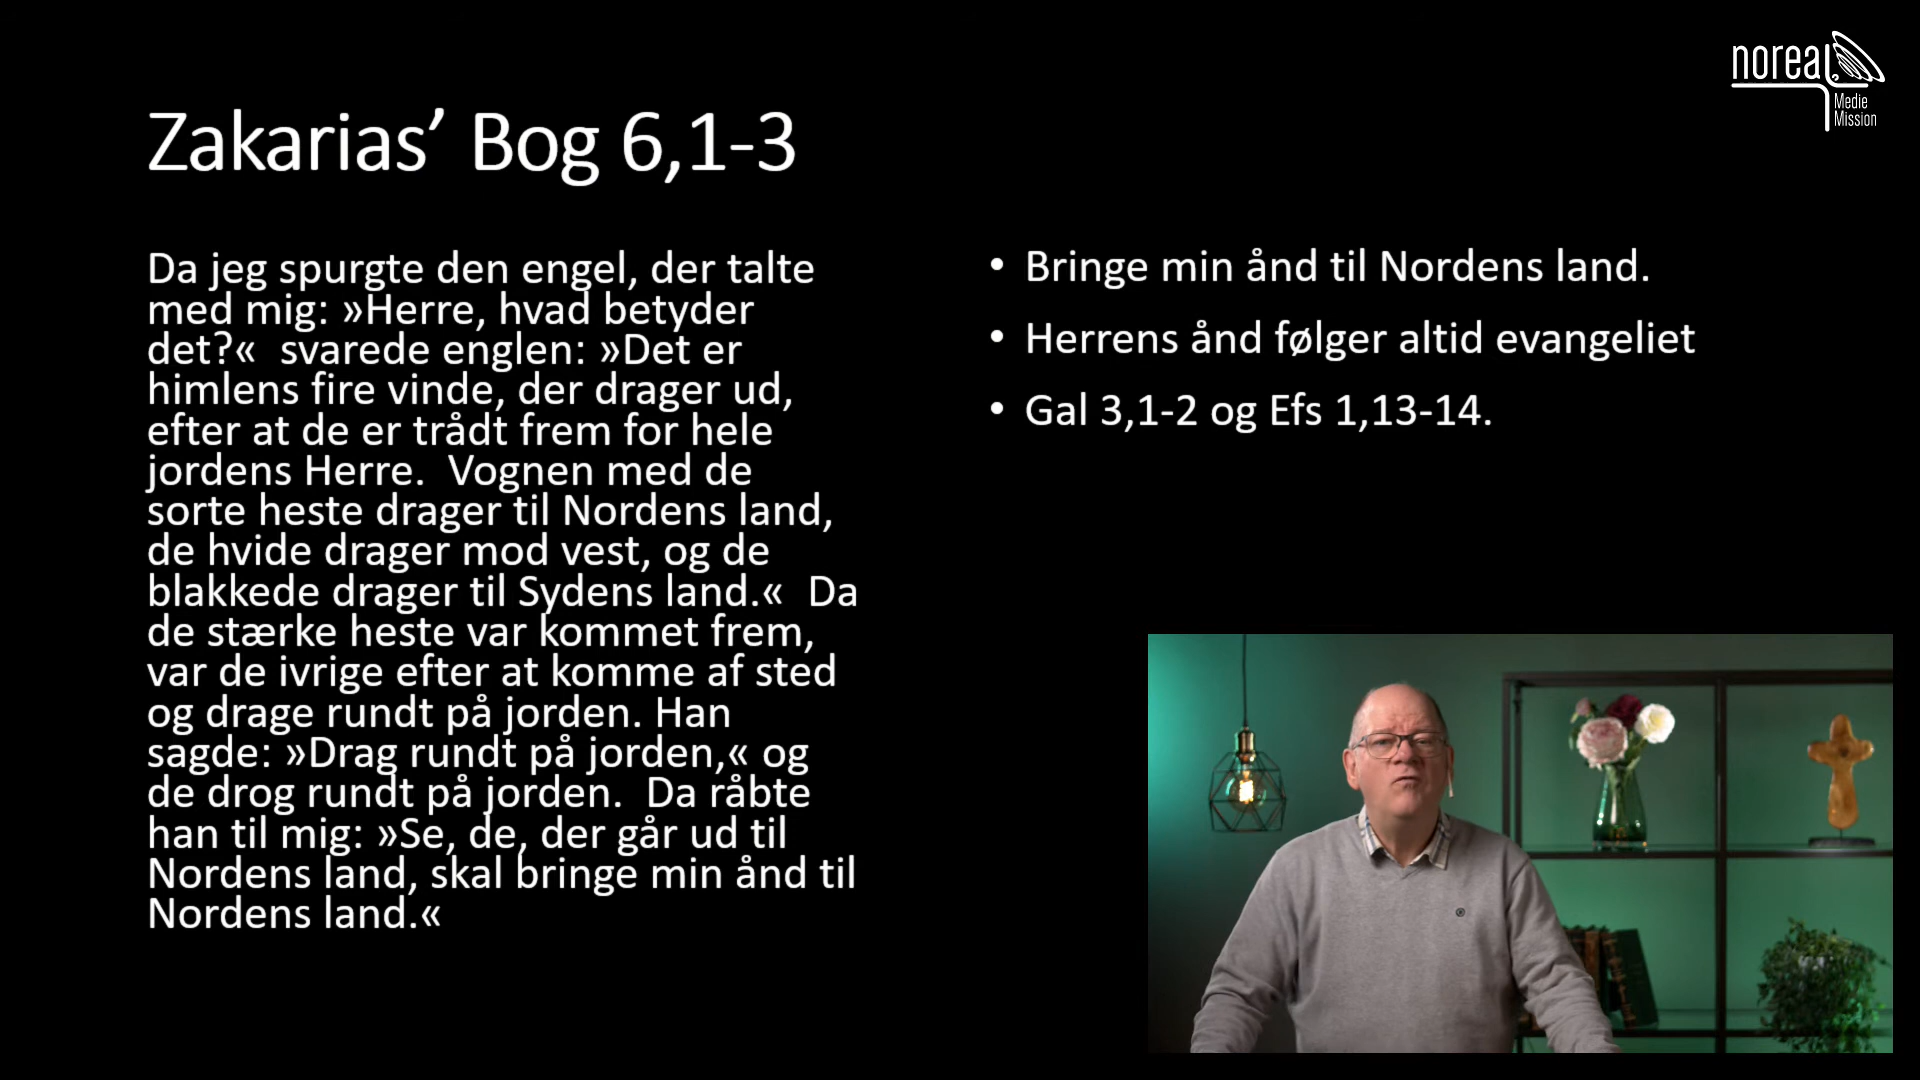 norea
Medie
Mission
Zakarias’ Bog 6,1-3
Da jeg spurgte den engel, der talte
med mig: »Herre, hvad betyder
det?«  svarede englen: »Det er
himlens fire vinde, der drager ud,
efter at de er trådt frem for hele
jordens Herre.  Vognen med de
sorte heste drager til Nordens land,
de hvide drager mod vest, og de
blakkede drager til Sydens land.«  Da
de stærke heste var kommet frem,
var de ivrige efter at komme af sted
og drage rundt på jorden. Han
sagde: »Drag rundt på jorden,« og
de drog rundt på jorden.  Da råbte
han til mig: »Se, de, der går ud til
Nordens land, skal bringe min ånd til
Nordens land.«
• Bringe min ånd til Nordens land.
• Herrens ånd følger altid evangeliet
• Gal 3,1-2 og Efs 1,13-14.